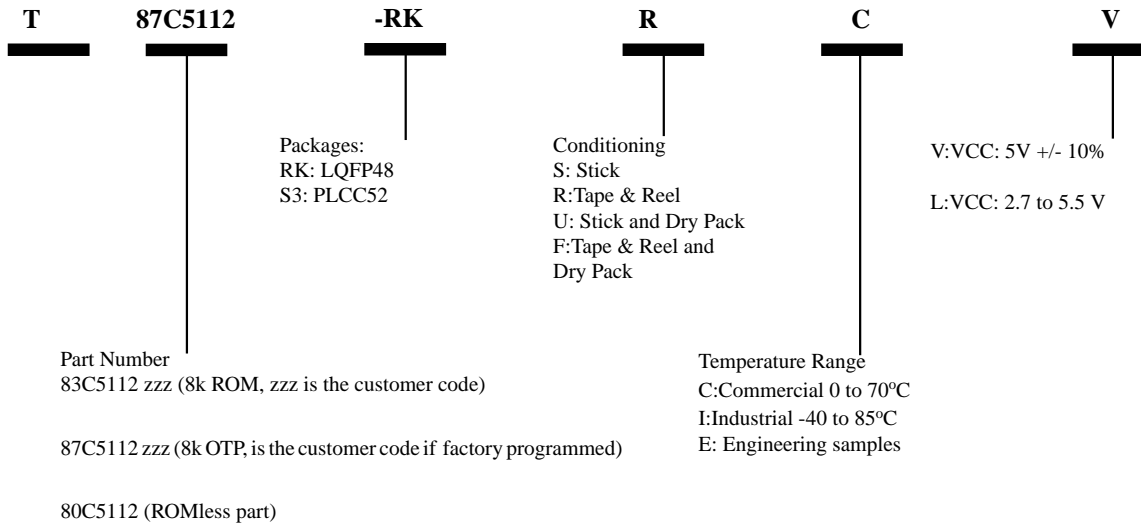 T 87C5112 -RK R C V
Packages:
RK: LQFP48
S3: PLCC52
Conditioning
S: Stick
R:Tape & Reel
U: Stick and Dry Pack
F:Tape & Reel and
Dry Pack
V:VCC: 5V +/- 10%
L:VCC: 2.7 to 5.5 V
Part Number
83C5112 zzz (8k ROM, zzz is the customer code)
87C5112 zzz (8k OTP, is the customer code if factory programmed)
80C5112 (ROMless part)
Temperature Range
C:Commercial 0 to 70°C
I:Industrial -40 to 85°C
E: Engineering samples